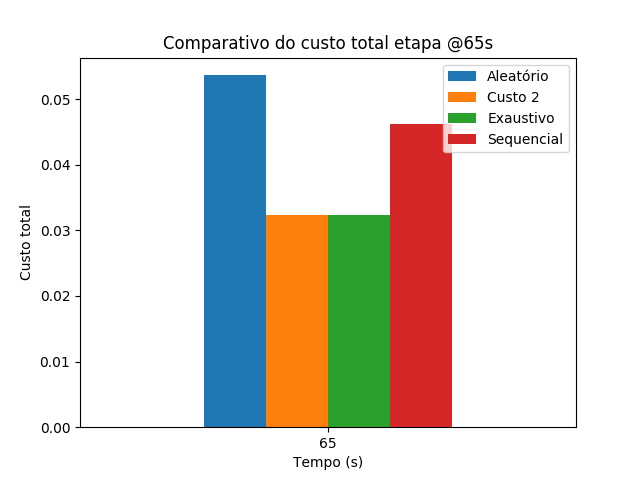 Comparativo do custo total etapa @65s
Aleatório
Custo 2
Exaustivo
Sequencial
Custo total
0.05
0.04
0.03
0.02
0.01
0.00
65
Tempo (s)